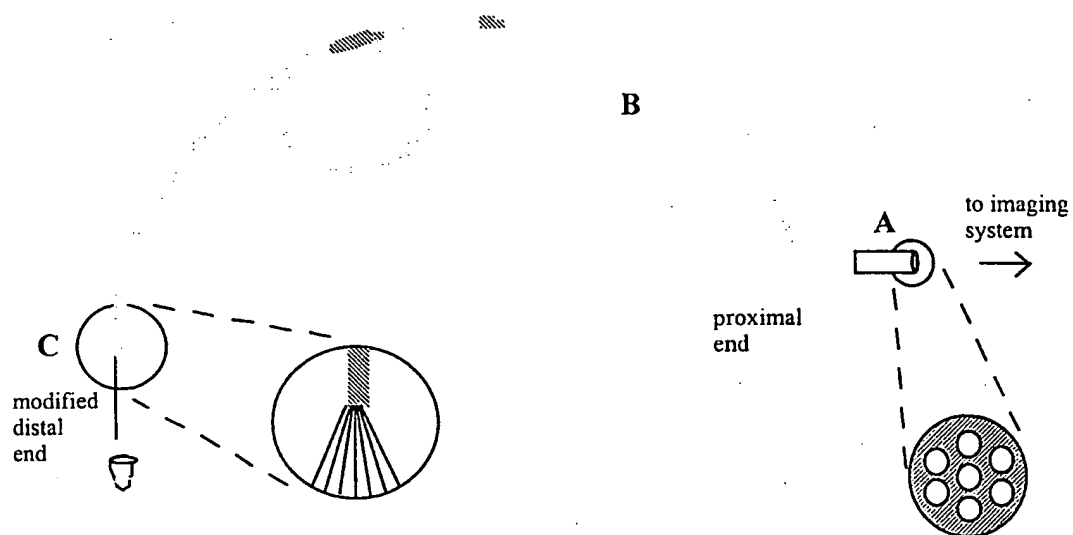 B
A
to imaging
system
proximal
end
C
modified
distal
end